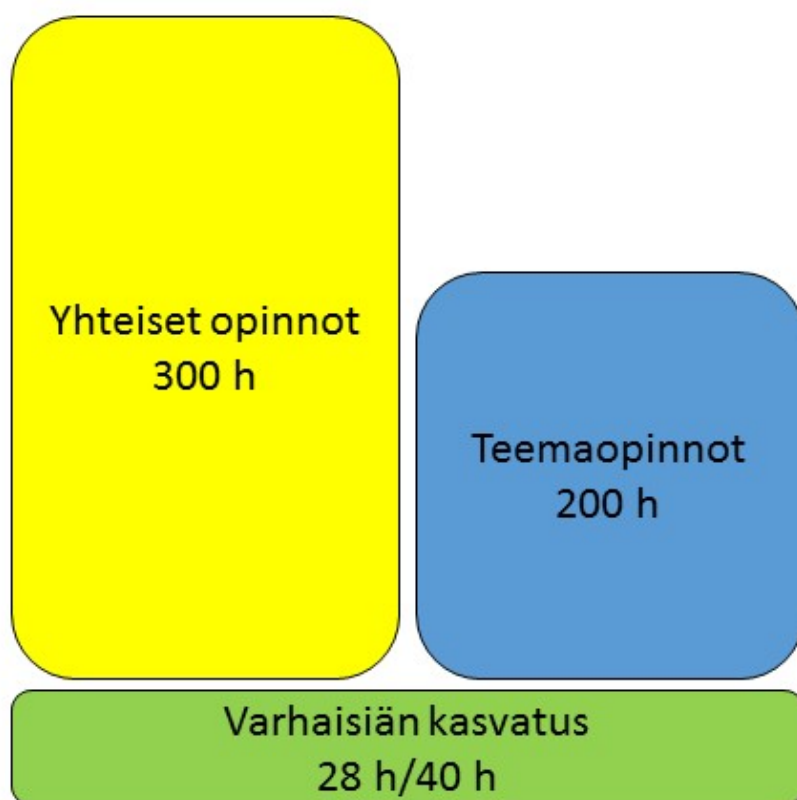 Yhteiset opinnot
300 h
Teemaopinnot
200 h
Varhaisiän kasvatus
28 h/40 h